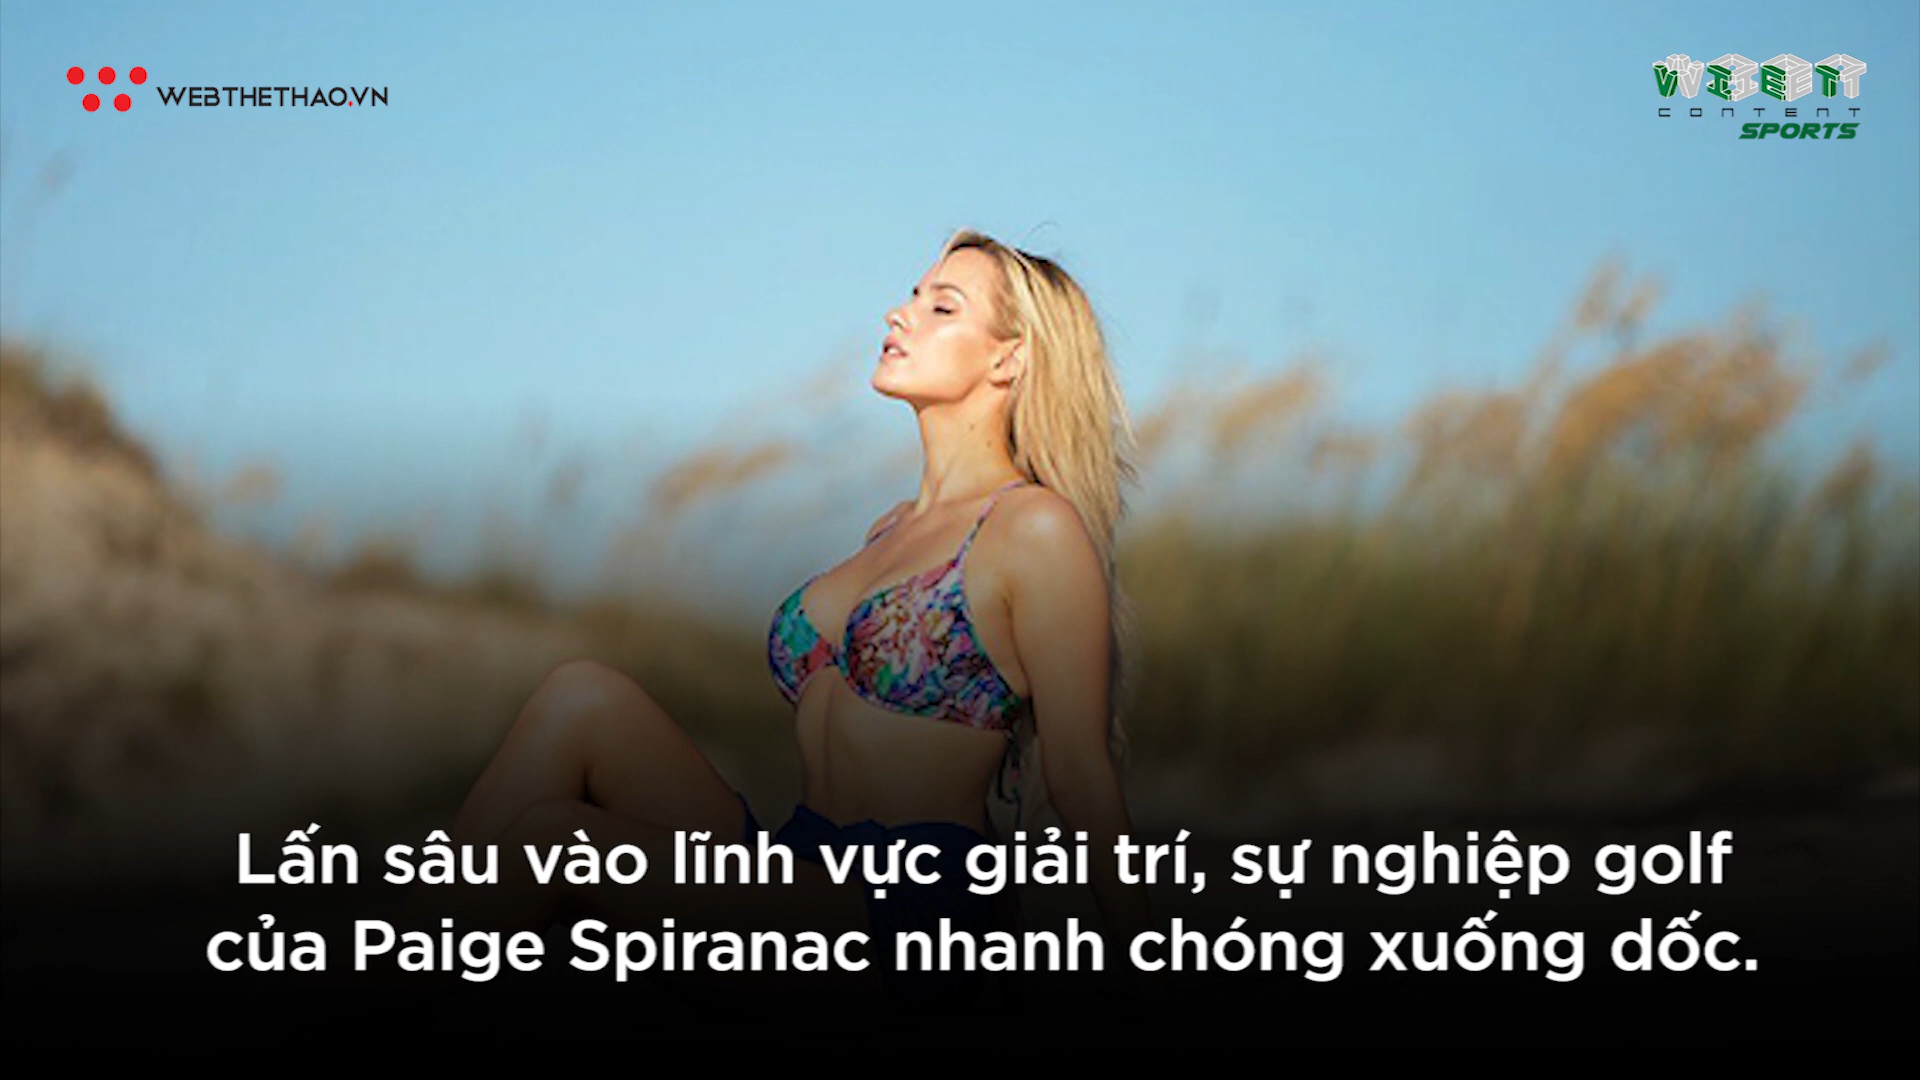 WEBTHETHAO.VN
VIET
CONTENT
SPORTS
Lấn sâu vào lĩnh vực giải trí, sự nghiệp golf
của Paige Spiranac nhanh chóng xuống dốc.